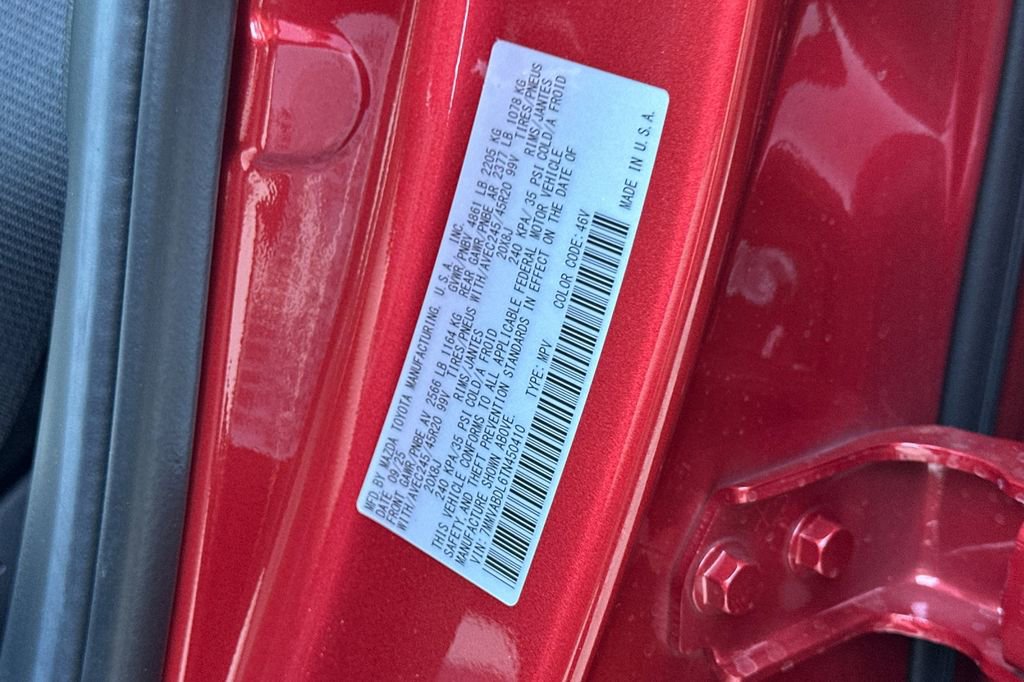 MFD BY MAZDA TOYOTA MANUFACTURING, U.S.A. INC.
DATE 09/25 GVWR/PNBV 4861 LB 2205 KG
FRONT GAWR/PNBE AV 2566 LB 1164 KG REAR GAWR/PNBE AR 2377 LB 1078 KG
WITH/AVEC245/45R20 99V TIRES/PNEUS WITH/AVEC245/45R20 99V TIRES/PNEUS
20X8J RIMS/JANTES 20X8J RIMS/JANTES
240 KPA/35 PSI COLD/A FROID 240 KPA/35 PSI COLD/A FROID
THIS VEHICLE CONFORMS TO ALL APPLICABLE FEDERAL MOTOR VEHICLE
SAFETY, AND THEFT PREVENTION STANDARDS IN EFFECT ON THE DATE OF
MANUFACTURE SHOWN ABOVE.
VIN: 7MMVABDL6TN450410 TYPE: MPV COLOR CODE: 46V
MADE IN U.S.A.